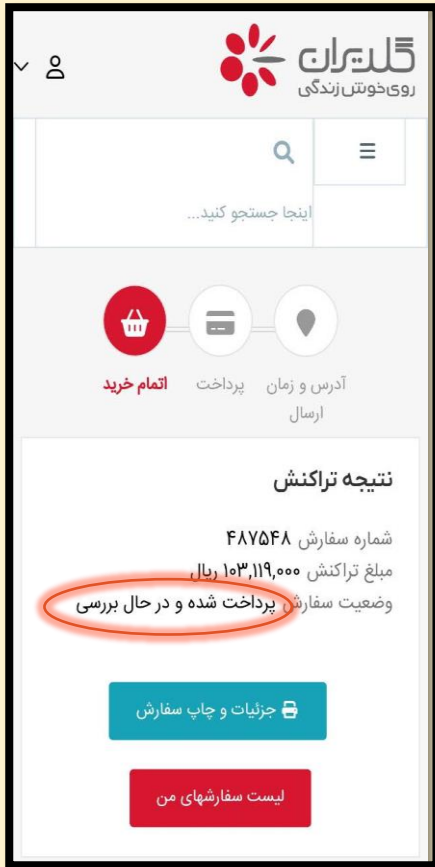 گلدیران
روی‌خوش‌زندگی
اینجا جستجو کنید...
آدرس و زمان ارسال
پرداخت
اتمام خرید
نتیجه تراکنش
شماره سفارش ۴۸۷۵۴۸
مبلغ تراکنش ۱۰۳,۱۱۹,۰۰۰ ریال
وضعیت سفارش پرداخت شده و در حال بررسی
جزئیات و چاپ سفارش
لیست سفارشهای من